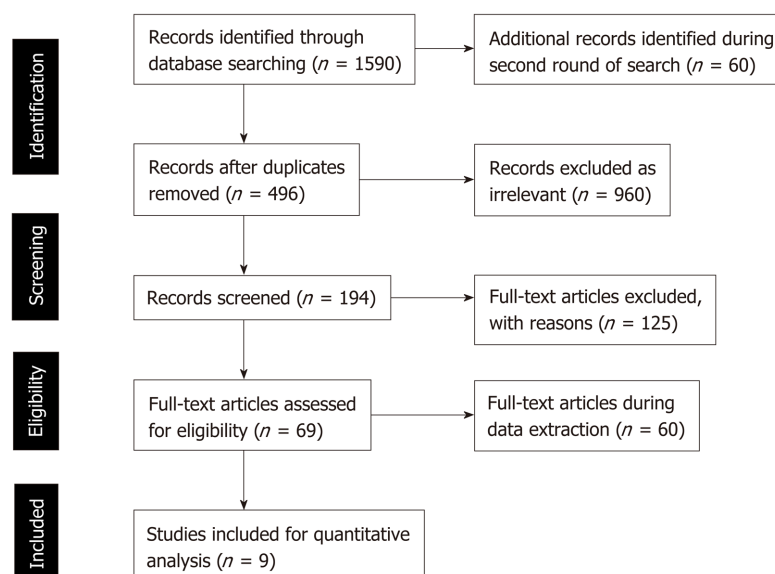 Identification
Records identified through
database searching (n = 1590)
Additional records identified during
second round of search (n = 60)
Records after duplicates
removed (n = 496)
Records excluded as
irrelevant (n = 960)
Screening
Records screened (n = 194)
Full-text articles excluded,
with reasons (n = 125)
Eligibility
Full-text articles assessed
for eligibility (n = 69)
Full-text articles during
data extraction (n = 60)
Included
Studies included for quantitative
analysis (n = 9)